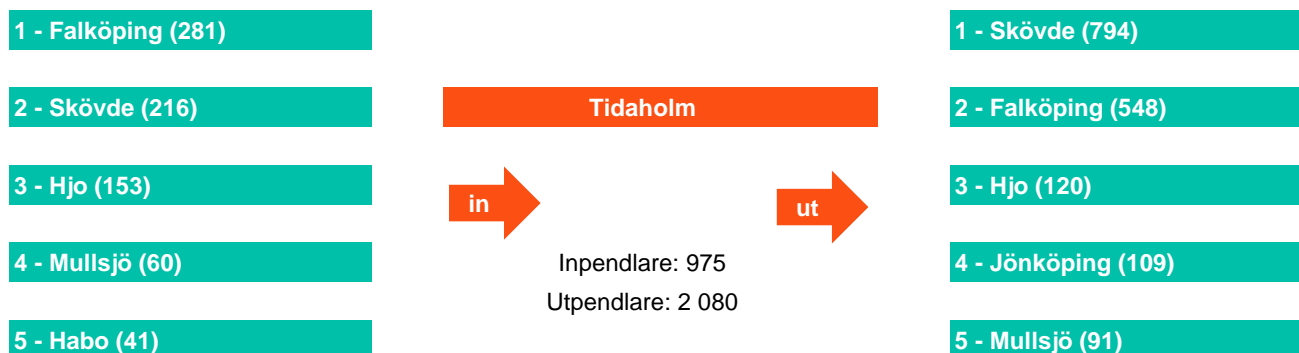 1 - Falköping (281)
2 - Skövde (216)
3 - Hjo (153)
4 - Mullsjö (60)
5 - Habo (41)
Tidaholm
in
ut
Inpendlare: 975
Utpendlare: 2 080
1 - Skövde (794)
2 - Falköping (548)
3 - Hjo (120)
4 - Jönköping (109)
5 - Mullsjö (91)